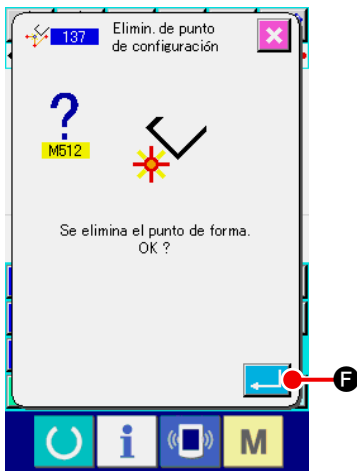 137
Elimin. de punto
de configuración
?
M512
Se elimina el punto de forma.
OK ?
F
i
M